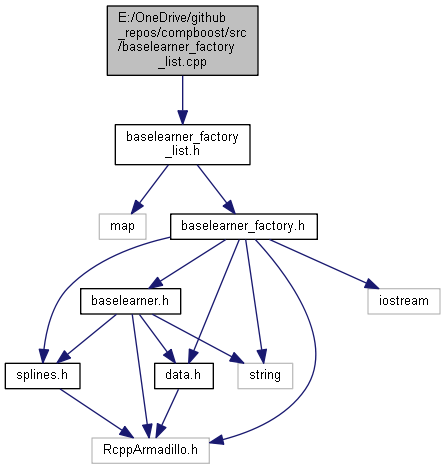 E:/OneDrive/github
_repos/compboost/src
/baselearner_factory
_list.cpp
baselearner_factory
_list.h
map
baselearner_factory.h
baselearner.h
iostream
splines.h
data.h
string
RcppArmadillo.h